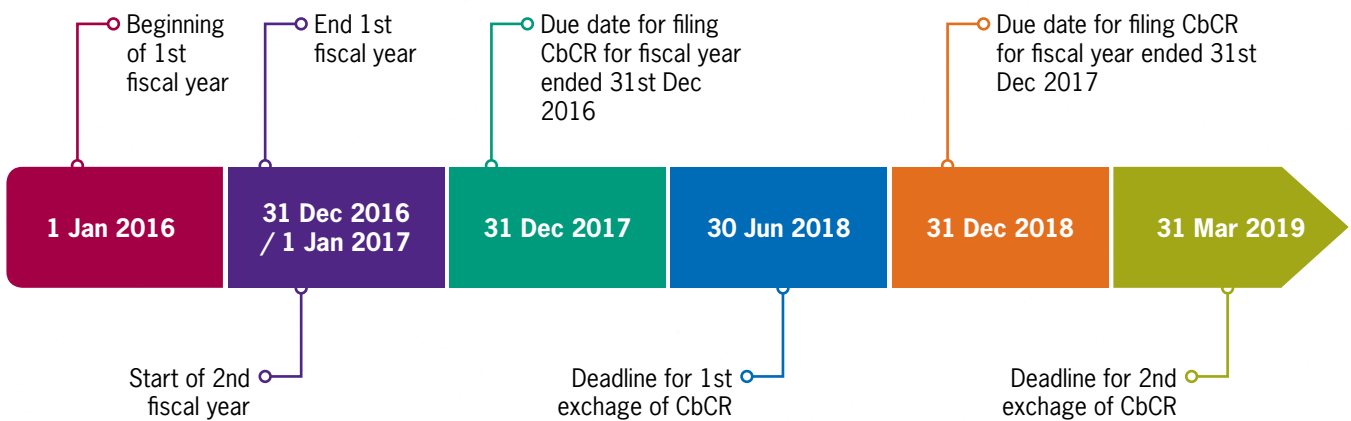 Beginning
of 1st
fiscal year
End 1st
fiscal year
Due date for filing
CbCR for fiscal year
ended 31st Dec
2016
Due date for filing CbCR
for fiscal year ended 31st
Dec 2017
1 Jan 2016
31 Dec 2016
/ 1 Jan 2017
31 Dec 2017
30 Jun 2018
31 Dec 2018
31 Mar 2019
Start of 2nd
fiscal year
Deadline for 1st
exchage of CbCR
Deadline for 2nd
exchage of CbCR